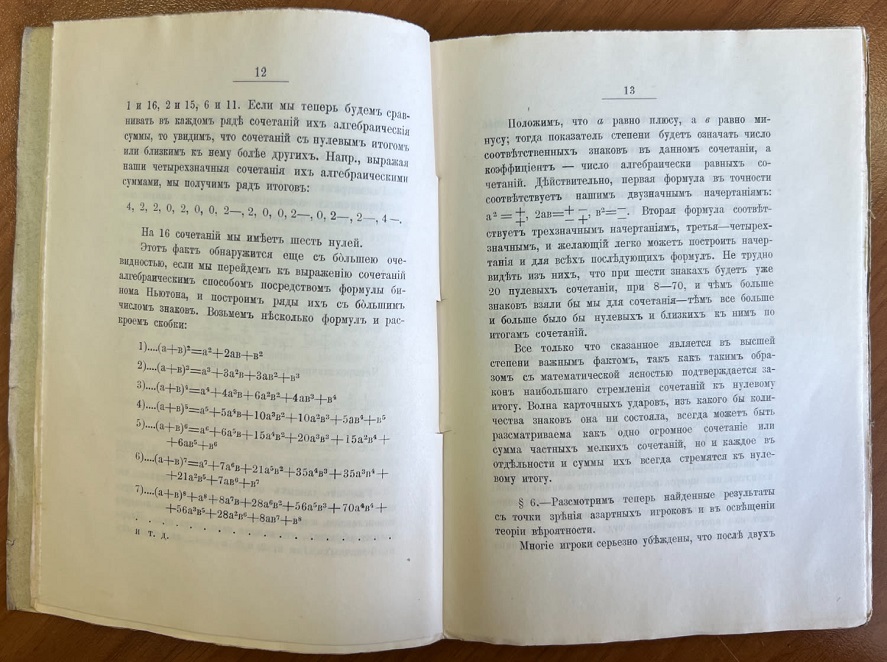 12
1 и 16, 2 и 15, 6 и 11. Если мы теперь будемъ срав-
нивать въ каждомъ рядѣ сочетаній ихъ алгебраическія
суммы, то увидимъ, что сочетаній съ нулевымъ итогомъ
или близкимъ къ нему болѣе другихъ. Напр., выражая
наши четырехзначныя сочетанія ихъ алгебраическими
суммами, мы получимъ рядъ итоговъ:
4, 2, 2, 0, 2, 0, 0, 2—, 2, 0, 0, 2—, 0, 2—, 2—, 4 —.
На 16 сочетаній мы имѣетъ шесть нулей.
Этотъ фактъ обнаружится еще съ большею оче-
видностью, если мы перейдемъ къ выраженію сочетаній
алгебраическимъ способомъ посредствомъ формулы би-
нома Ньютона, и построимъ ряды ихъ съ большимъ
числомъ знаковъ. Возьмемъ нѣсколько формулъ и рас-
кроемъ скобки:
1)....(а+в)²=а²+2ав+в²
2)....(а+в)³=а³+3а²в+3ав²+в³
3)....(а+в)⁴=а⁴+4а³в+6а²в²+4ав³+в⁴
4)....(а+в)⁵=а⁵+5а⁴в+10а³в²+10а²в³+5ав⁴+в⁵
5)....(а+в)⁶=а⁶+6а⁵в+15а⁴в²+20а³в³+15а²в⁴+
+6ав⁵+в⁶
6)....(а+в)⁷=а⁷+7а⁶в+21а⁵в²+35а⁴в³+35а³в⁴+
+21а²в⁵+7ав⁶+в⁷
7)....(а+в)⁸=а⁸+8а⁷в+28а⁶в²+56а⁵в³+70а⁴в⁴+
+56а³в⁵+28а²в⁶+8ав⁷+в⁸
. . . . . . . . . . . . . . .
и т. д.
13
Положимъ, что а равно плюсу, а в равно ми-
нусу; тогда показатель степени будетъ означать число
соотвѣтственныхъ знаковъ въ данномъ сочетаніи, а
коэффиціентъ — число алгебраически равныхъ со-
четаній. Дѣйствительно, первая формула въ точности
соотвѣтствуетъ нашимъ двузначнымъ начертаніямъ:
а²=+/+, 2ав=+ −/− +, в²=−/−. Вторая формула соотвѣт-
ствуетъ трехзначнымъ начертаніямъ, третья—четырех-
значнымъ, и желающій легко можетъ построить начер-
танія и для всѣхъ послѣдующихъ формулъ. Не трудно
видѣть изъ нихъ, что при шести знакахъ будетъ уже
20 нулевыхъ сочетаній, при 8—70, и чѣмъ больше
знаковъ взяли бы мы для сочетанія—тѣмъ все больше
и больше было бы нулевыхъ и близкихъ къ нимъ по
итогамъ сочетаній.
Все только что сказанное является въ высшей
степени важнымъ фактомъ, такъ какъ такимъ обра-
зомъ съ математической ясностью подтверждается за-
конъ наибольшаго стремленія сочетаній къ нулевому
итогу. Волна карточныхъ ударовъ, изъ какого бы коли-
чества знаковъ она ни состояла, всегда можетъ быть
разсматриваема какъ одно огромное сочетаніе или
сумма частныхъ мелкихъ сочетаній, но и каждое въ
отдѣльности и суммы ихъ всегда стремятся къ нуле-
вому итогу.
§ 6.—Разсмотримъ теперь найденные результаты
съ точки зрѣнія азартныхъ игроковъ и въ освѣщеніи
теоріи вѣроятности.
Многіе игроки серьезно убѣждены, что послѣ двухъ